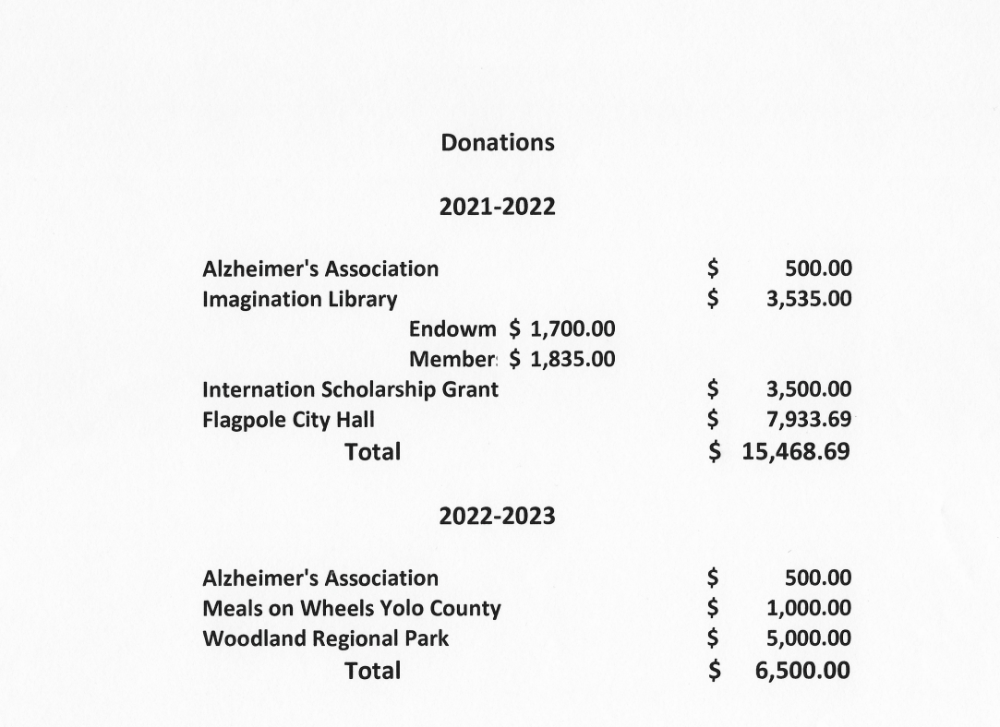 Donations
2021-2022
Alzheimer's Association $ 500.00
Imagination Library $ 3,535.00
Endowm $ 1,700.00
Member $ 1,835.00
Internation Scholarship Grant $ 3,500.00
Flagpole City Hall $ 7,933.69
Total $ 15,468.69
2022-2023
Alzheimer's Association $ 500.00
Meals on Wheels Yolo County $ 1,000.00
Woodland Regional Park $ 5,000.00
Total $ 6,500.00